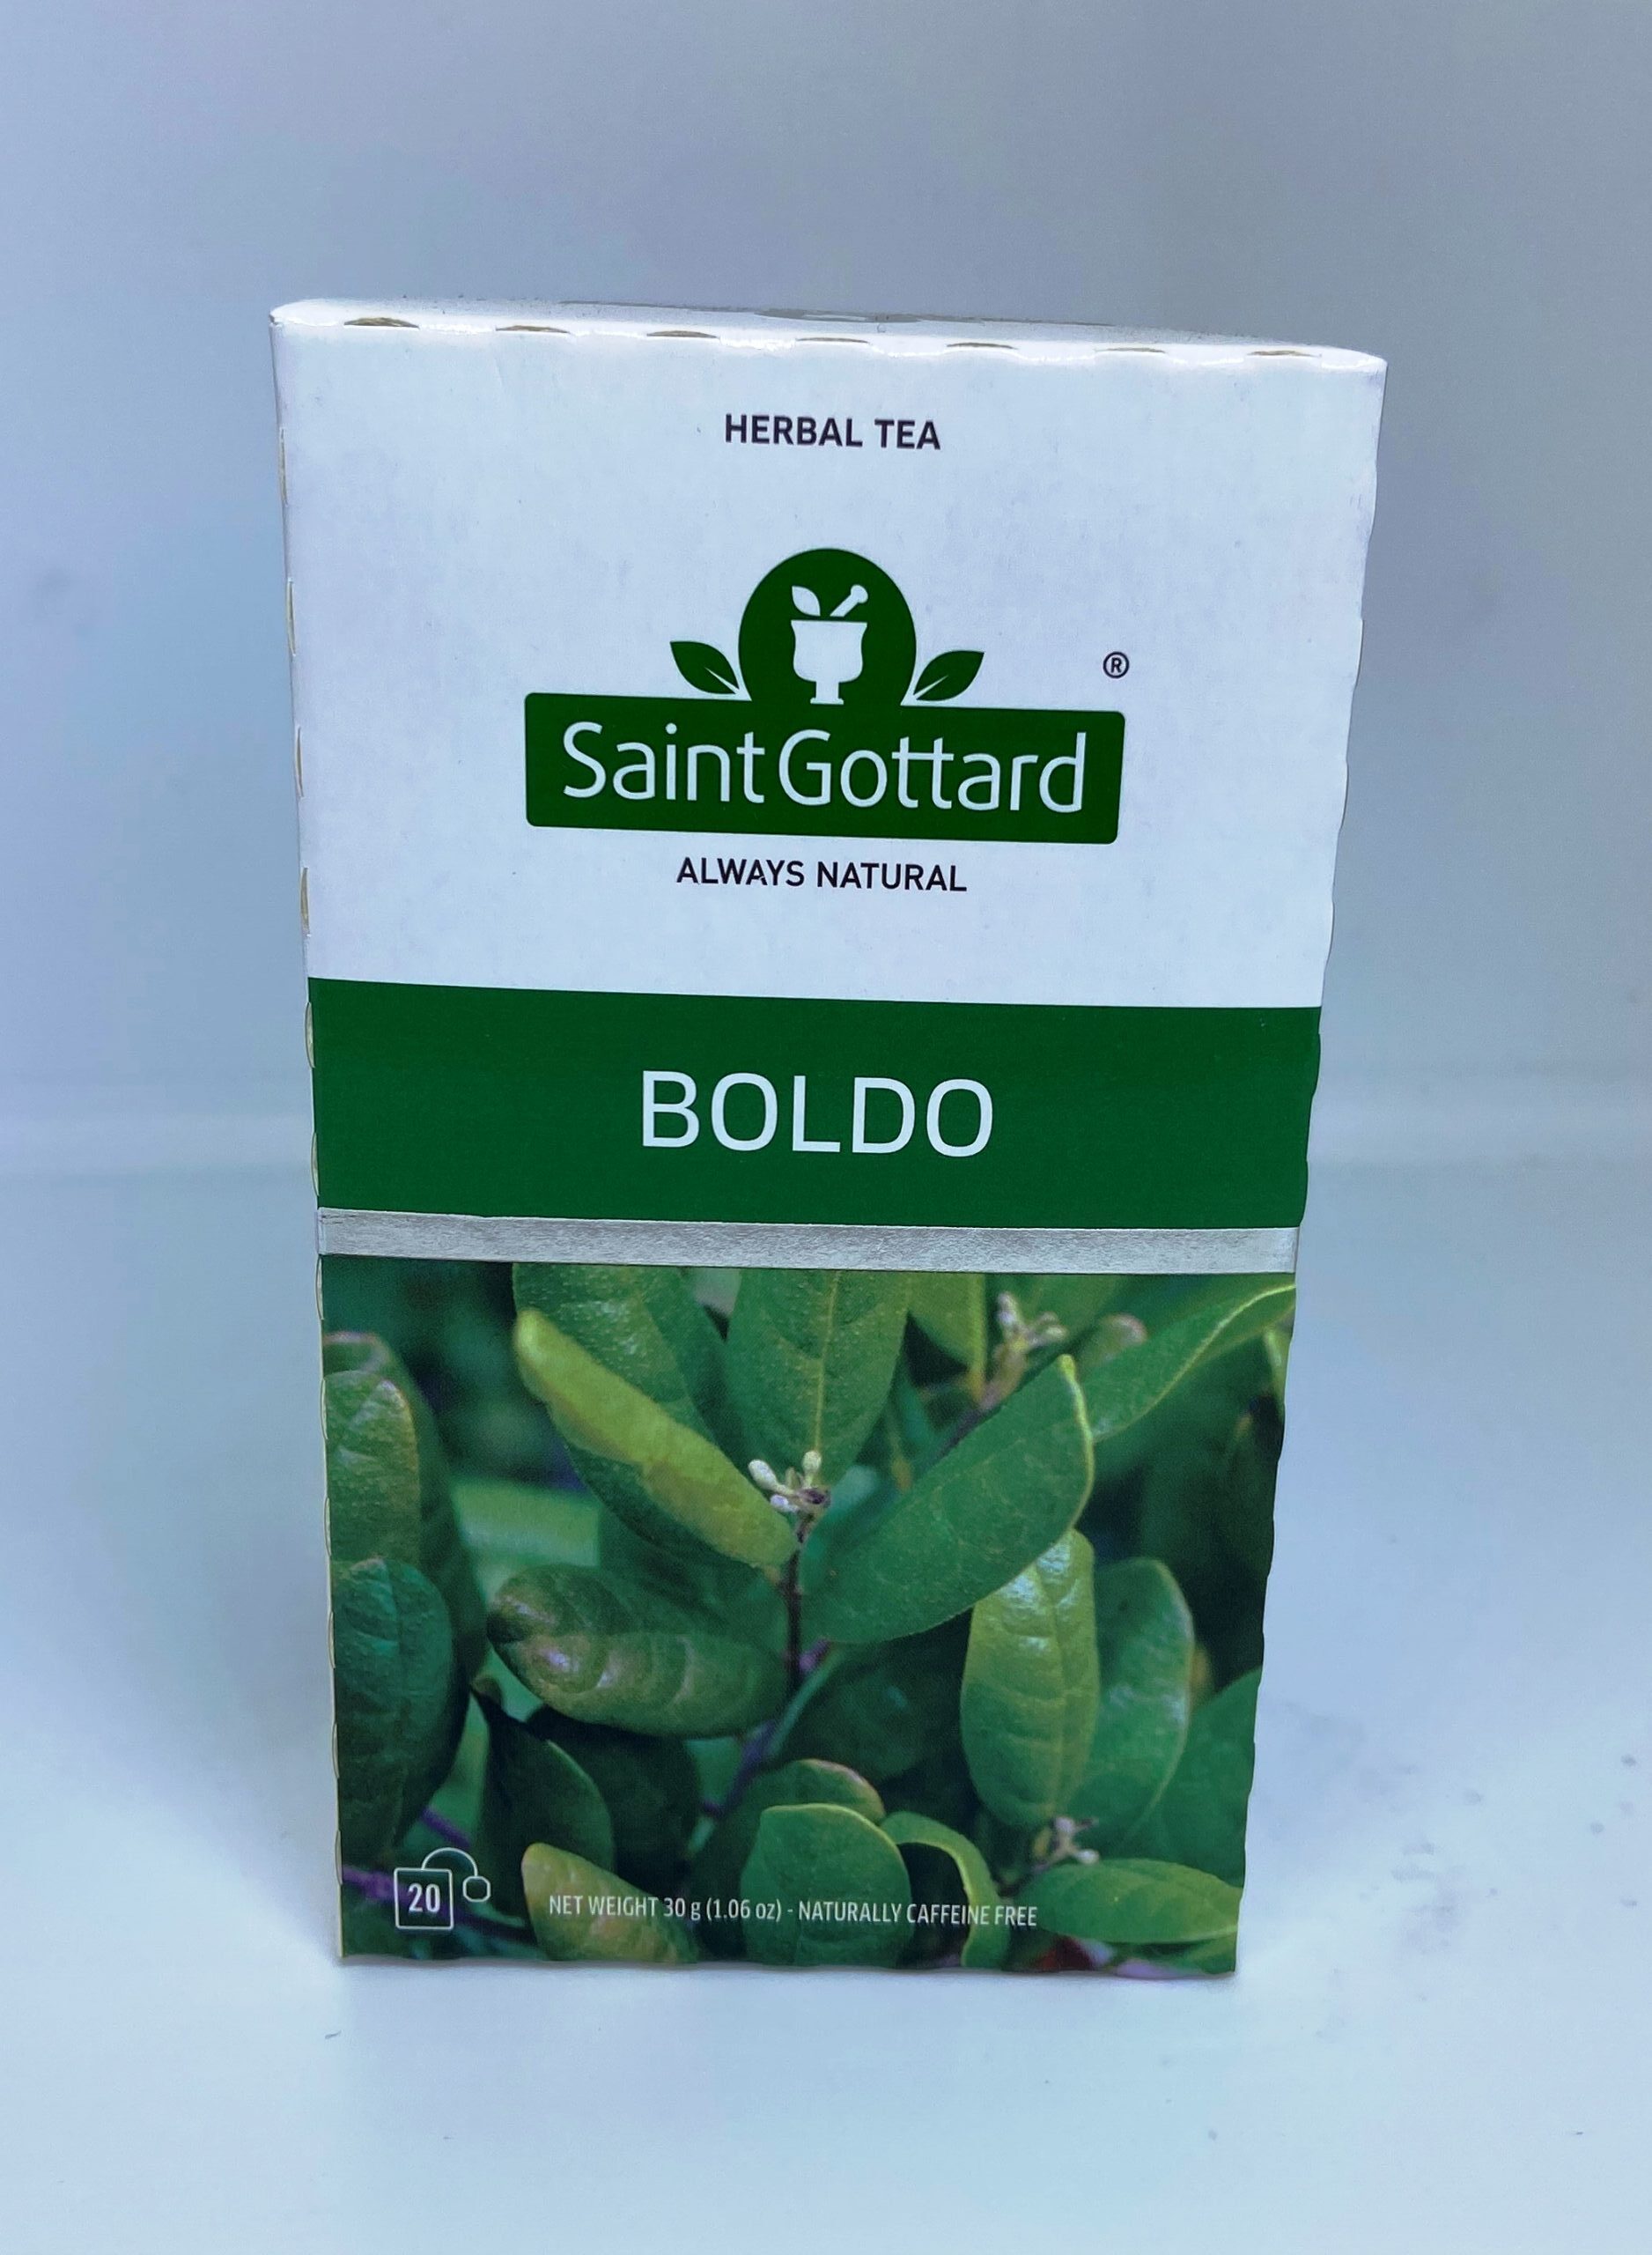 HERBAL TEA
®
Saint Gottard
ALWAYS NATURAL
BOLDO
20
NET WEIGHT 30 g (1.06 oz) - NATURALLY CAFFEINE FREE